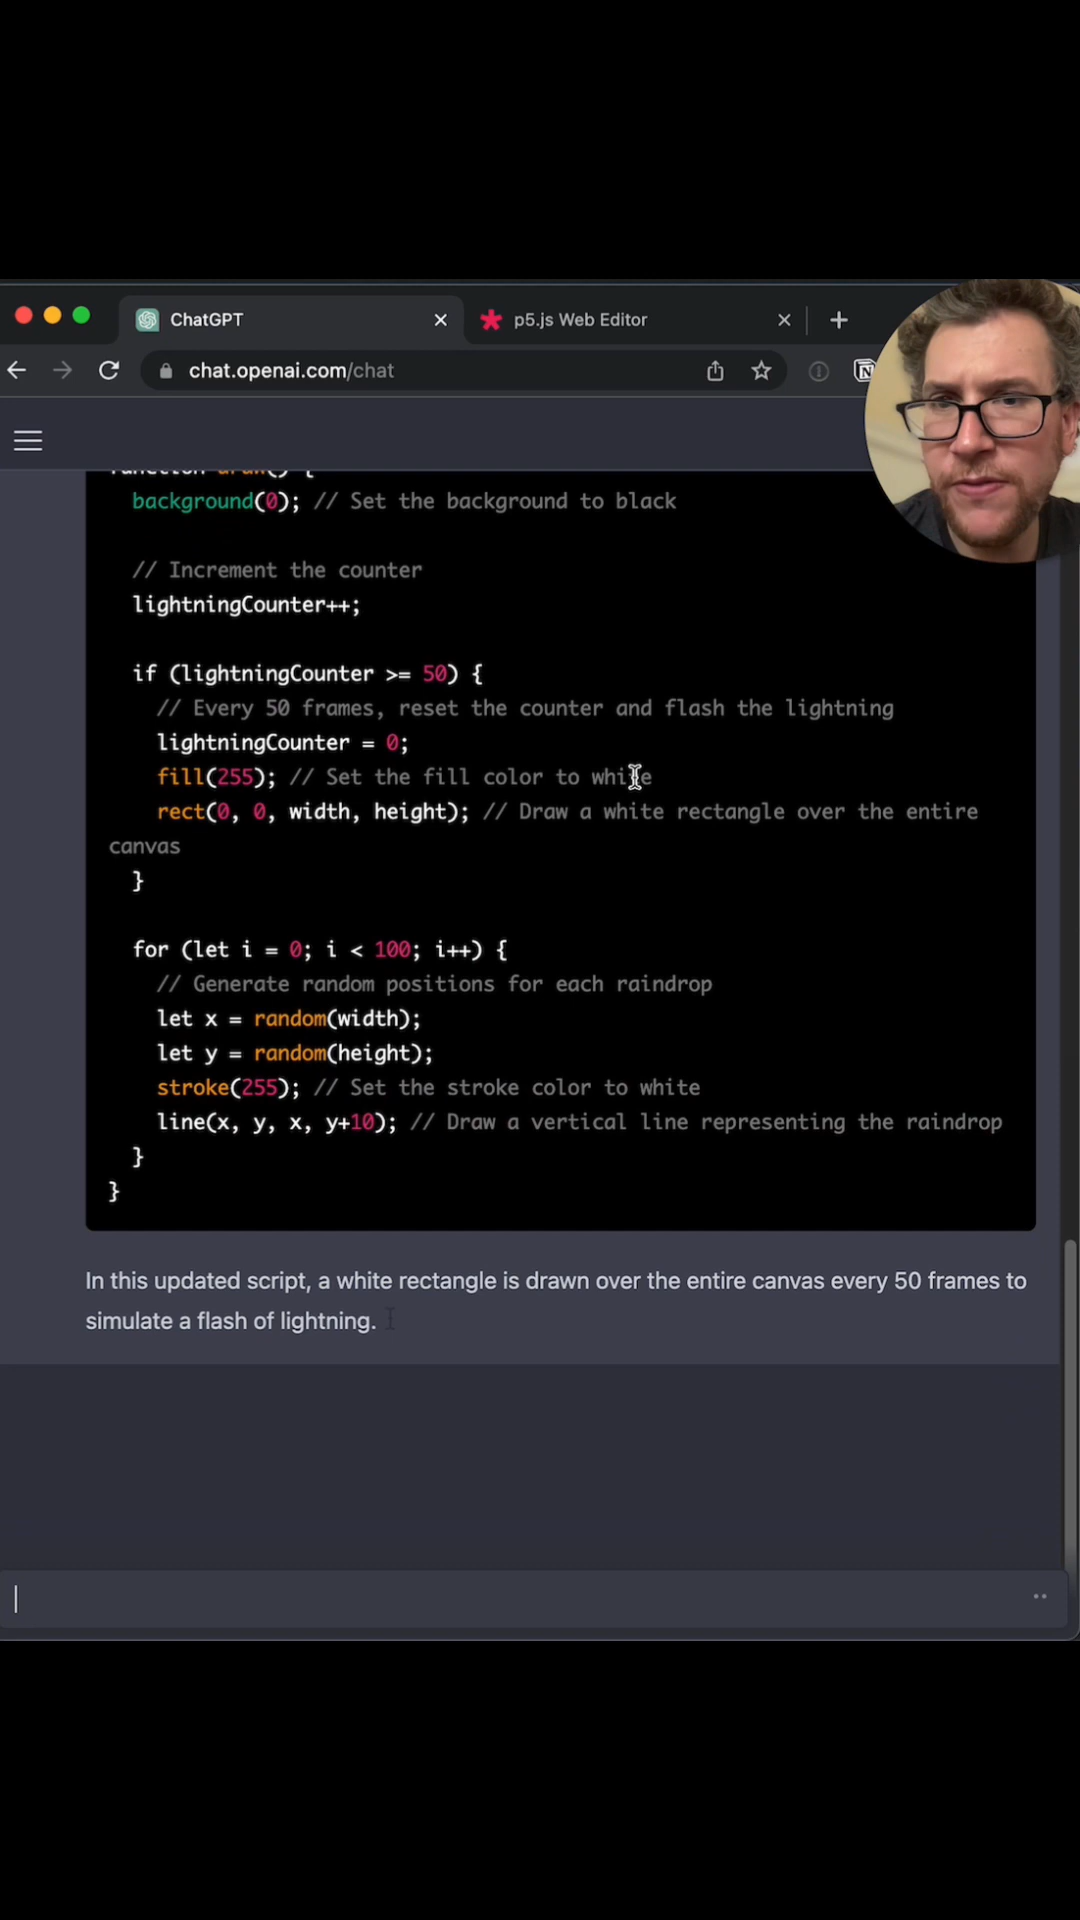 ChatGPT
p5.js Web Editor
chat.openai.com/chat
function draw() {
background(0); // Set the background to black
// Increment the counter
lightningCounter++;
if (lightningCounter >= 50) {
// Every 50 frames, reset the counter and flash the lightning
lightningCounter = 0;
fill(255); // Set the fill color to white
rect(0, 0, width, height); // Draw a white rectangle over the entire
canvas
}
for (let i = 0; i < 100; i++) {
// Generate random positions for each raindrop
let x = random(width);
let y = random(height);
stroke(255); // Set the stroke color to white
line(x, y, x, y+10); // Draw a vertical line representing the raindrop
}
}
In this updated script, a white rectangle is drawn over the entire canvas every 50 frames to
simulate a flash of lightning.